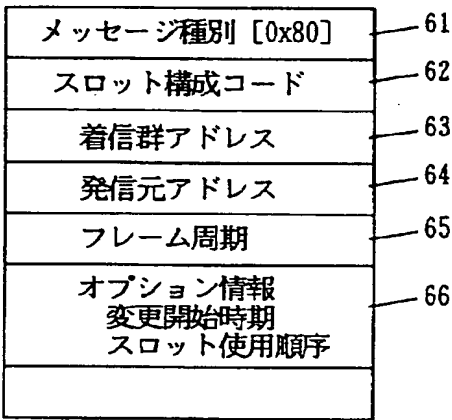 メッセージ種別［0x80］ 61
スロット構成コード 62
着信群アドレス 63
発信元アドレス 64
フレーム周期 65
オプション情報 66
変更開始時期
スロット使用順序